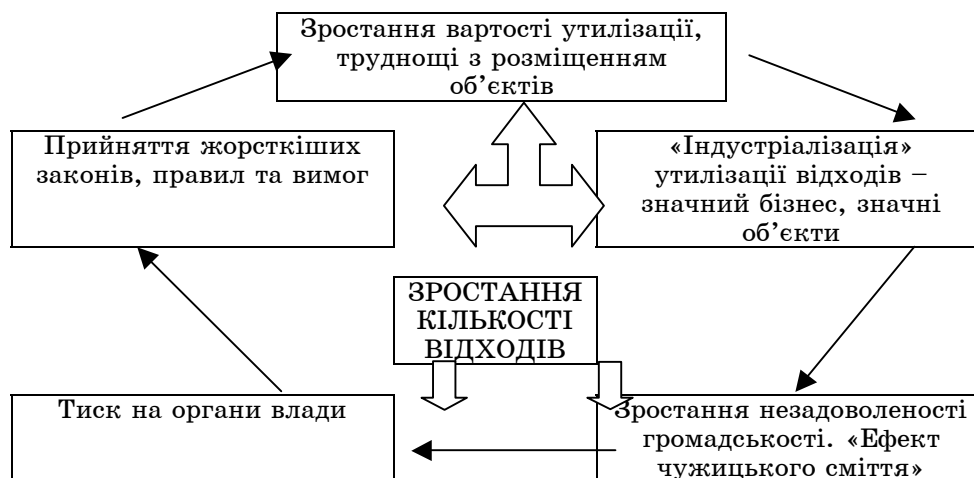 Зростання вартості утилізації,
труднощі з розміщенням
об’єктів
Прийняття жорсткіших
законів, правил та вимог
«Індустріалізація»
утилізації відходів –
значний бізнес, значні
об’єкти
ЗРОСТАННЯ
КІЛЬКОСТІ
ВІДХОДІВ
Тиск на органи влади
Зростання незадоволеності
громадськості. «Ефект
чужицького сміття»